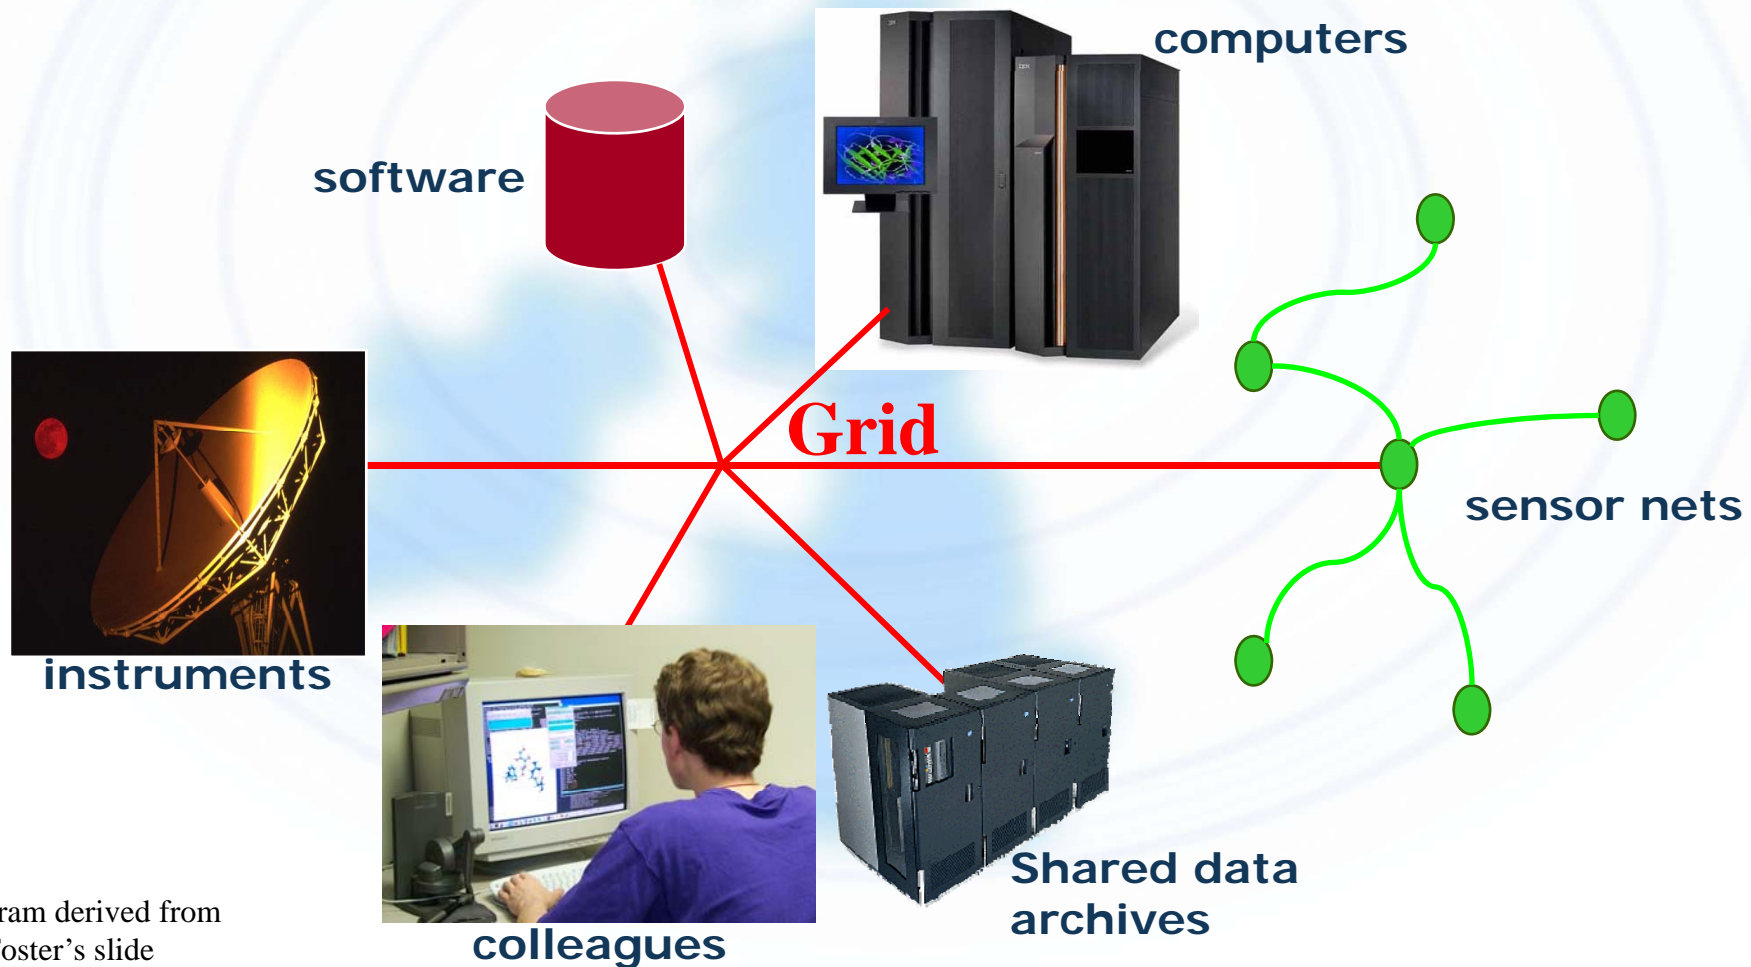 computers
software
Grid
sensor nets
instruments
Shared data
archives
ram derived from
oster's slide
colleagues